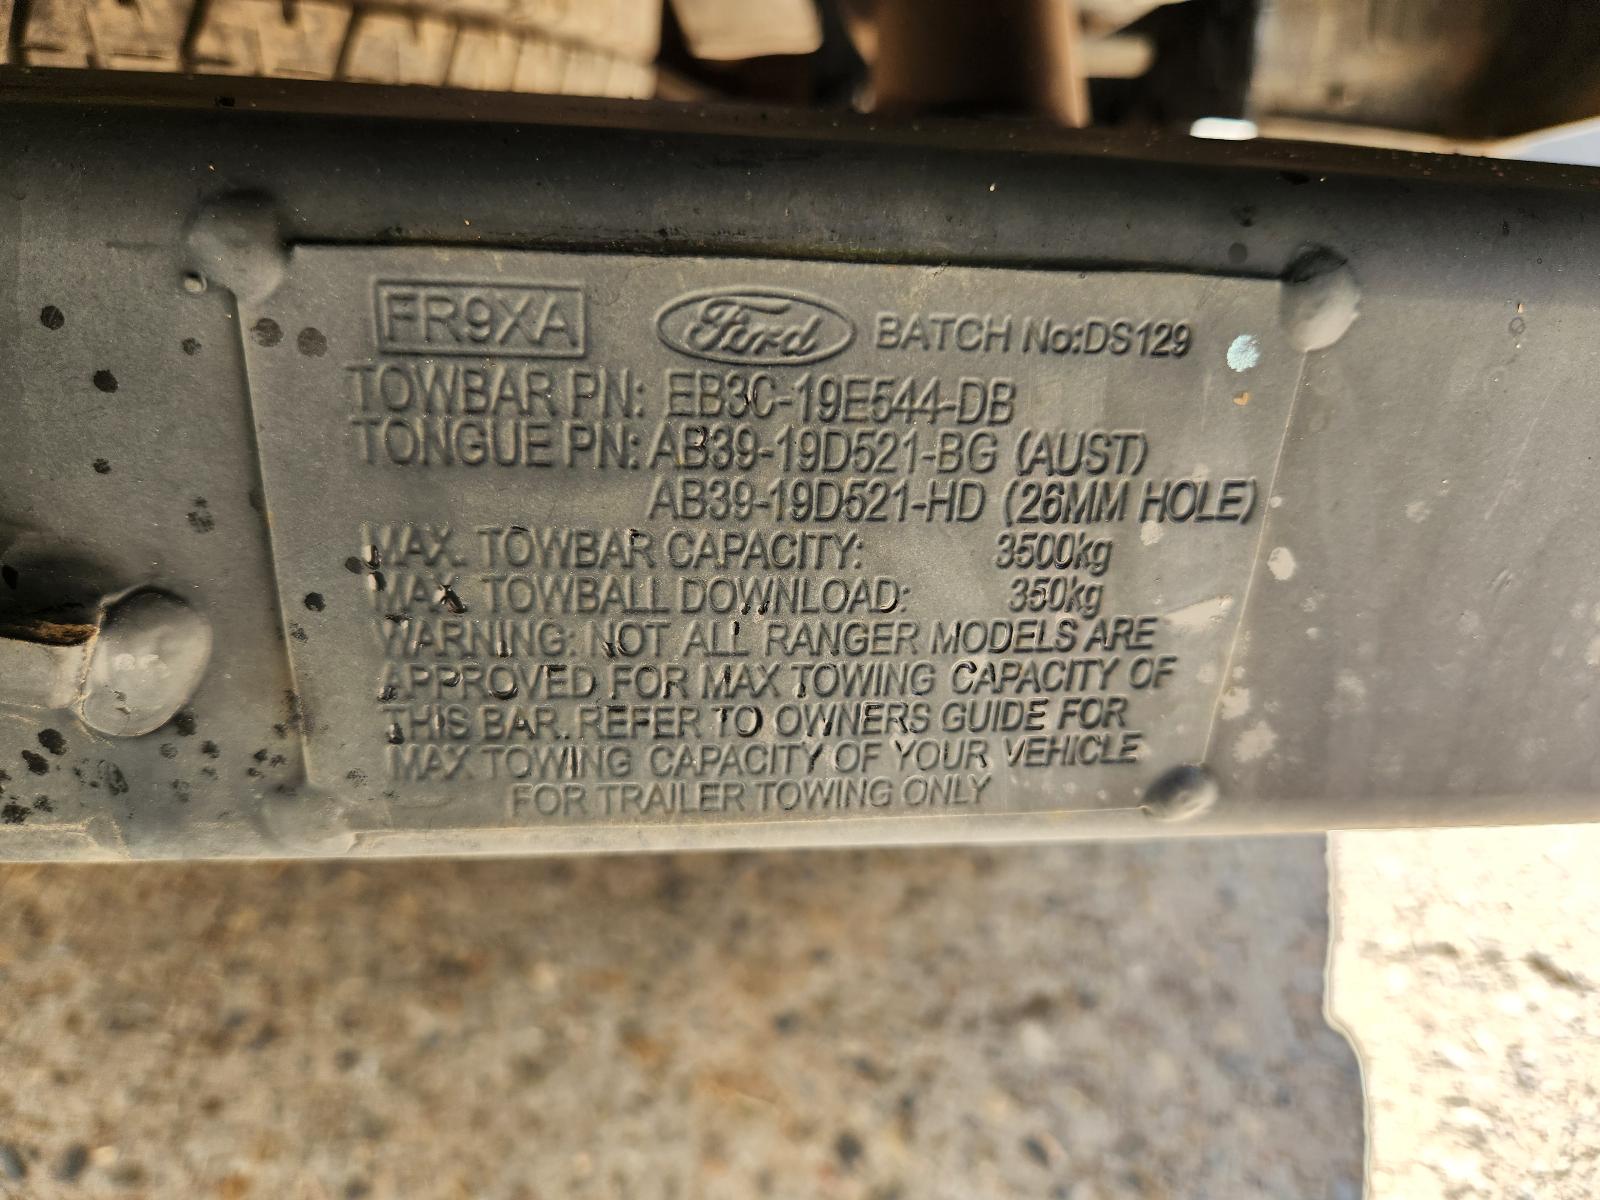 FR9XA Ford BATCH No:DS129
TOWBAR PN: EB3C-19E544-DB
TONGUE PN: AB39-19D521-BG (AUST)
AB39-19D521-HD (26MM HOLE)
MAX. TOWBAR CAPACITY: 3500kg
MAX. TOWBALL DOWNLOAD: 350kg
WARNING: NOT ALL RANGER MODELS ARE
APPROVED FOR MAX TOWING CAPACITY OF
THIS BAR. REFER TO OWNERS GUIDE FOR
MAX TOWING CAPACITY OF YOUR VEHICLE
FOR TRAILER TOWING ONLY